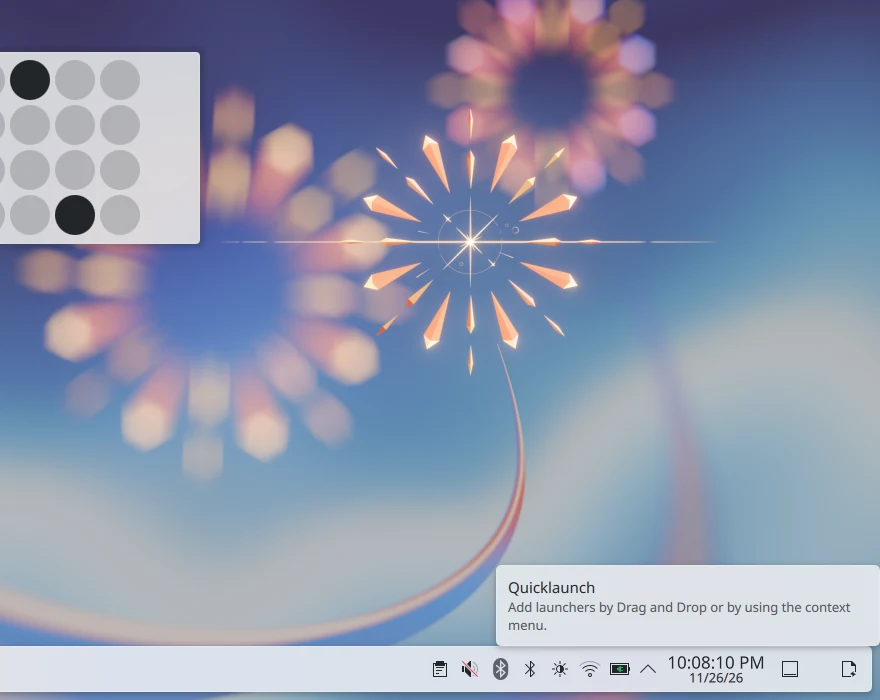 Quicklaunch
Add launchers by Drag and Drop or by using the context
menu.
10:08:10 PM
11/26/26